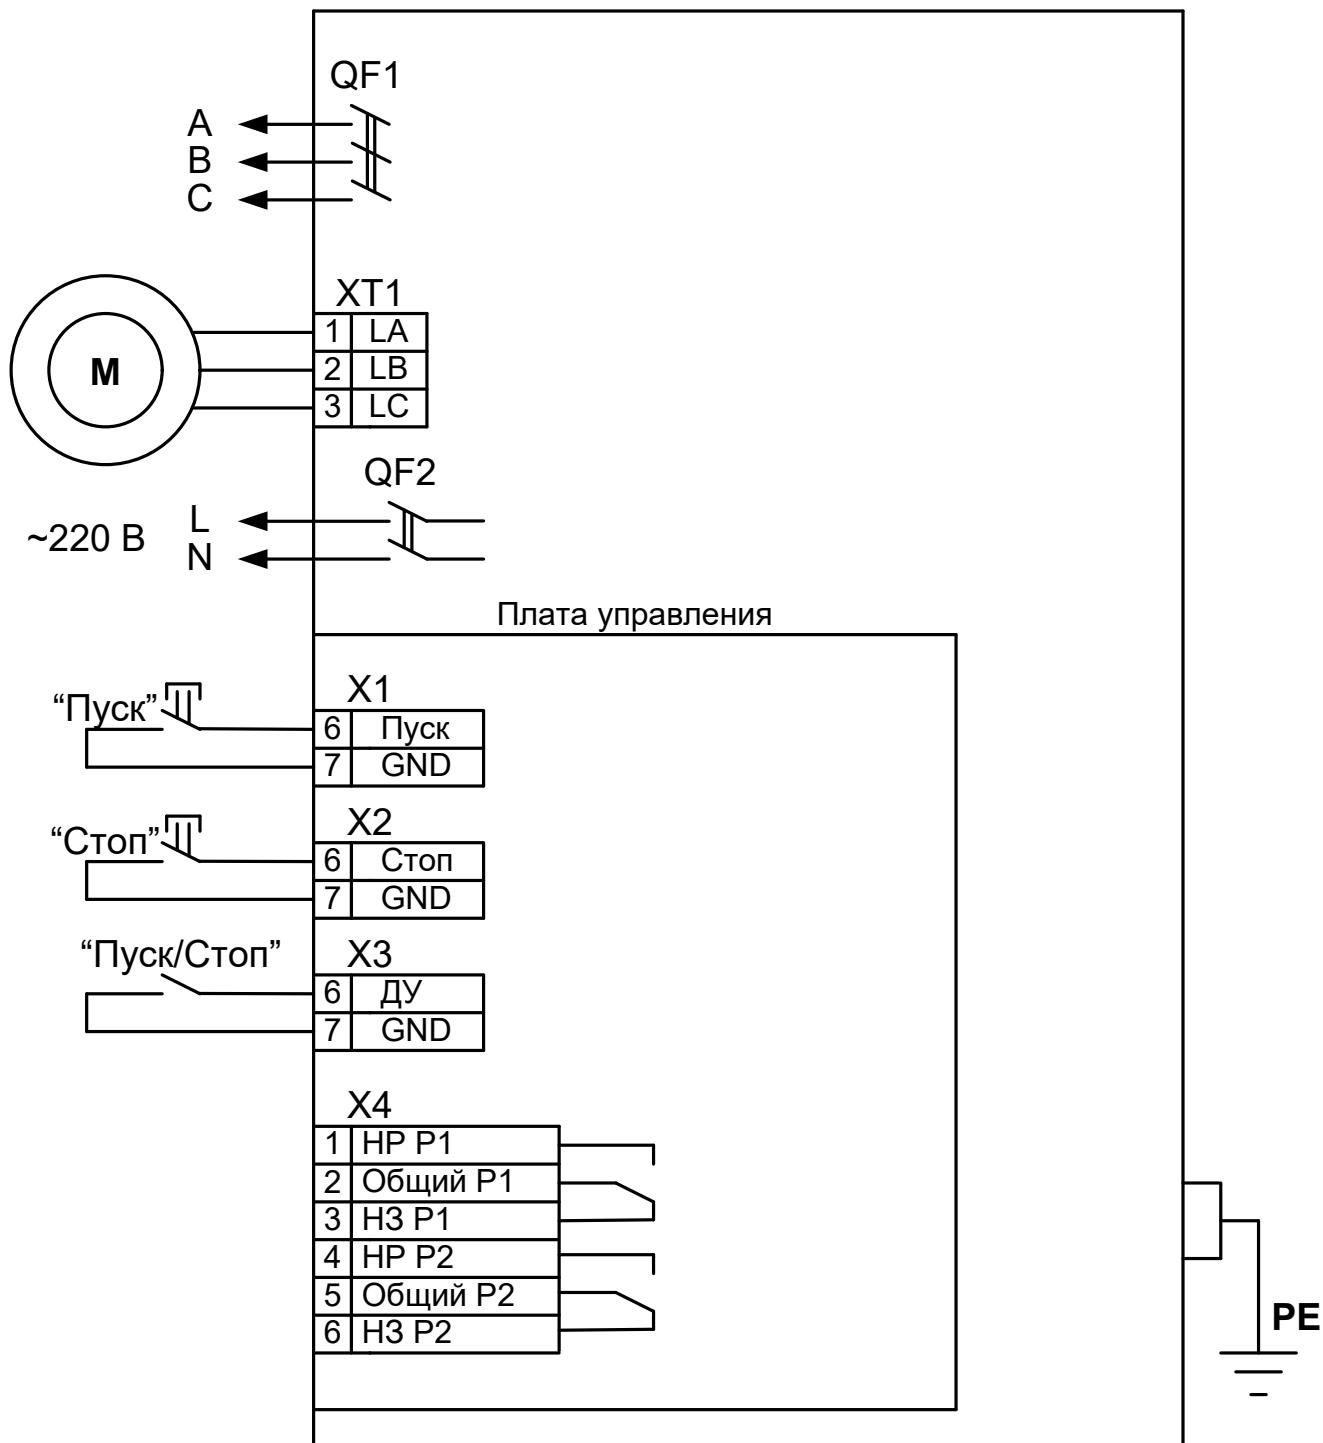 QF1
A
B
C
XT1
1 LA
2 LB
3 LC
M
QF2
~220 В
L
N
Плата управления
“Пуск”
X1
6 Пуск
7 GND
“Стоп”
X2
6 Стоп
7 GND
“Пуск/Стоп”
X3
6 ДУ
7 GND
X4
1 НР Р1
2 Общий Р1
3 НЗ Р1
4 НР Р2
5 Общий Р2
6 НЗ Р2
PE